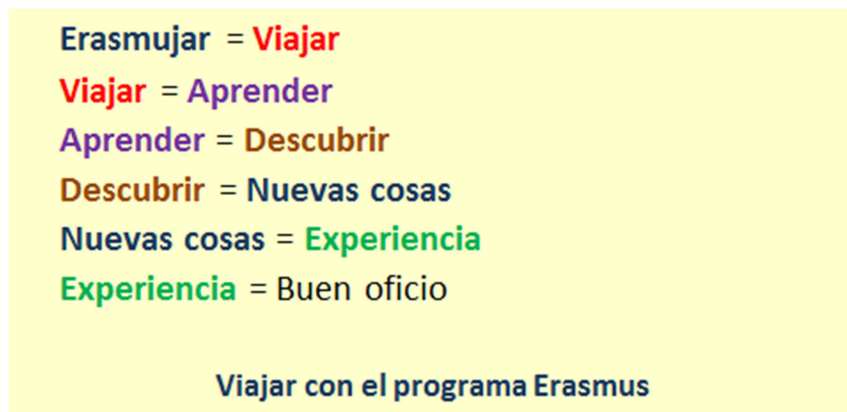 Erasmujar = Viajar
Viajar = Aprender
Aprender = Descubrir
Descubrir = Nuevas cosas
Nuevas cosas = Experiencia
Experiencia = Buen oficio
Viajar con el programa Erasmus